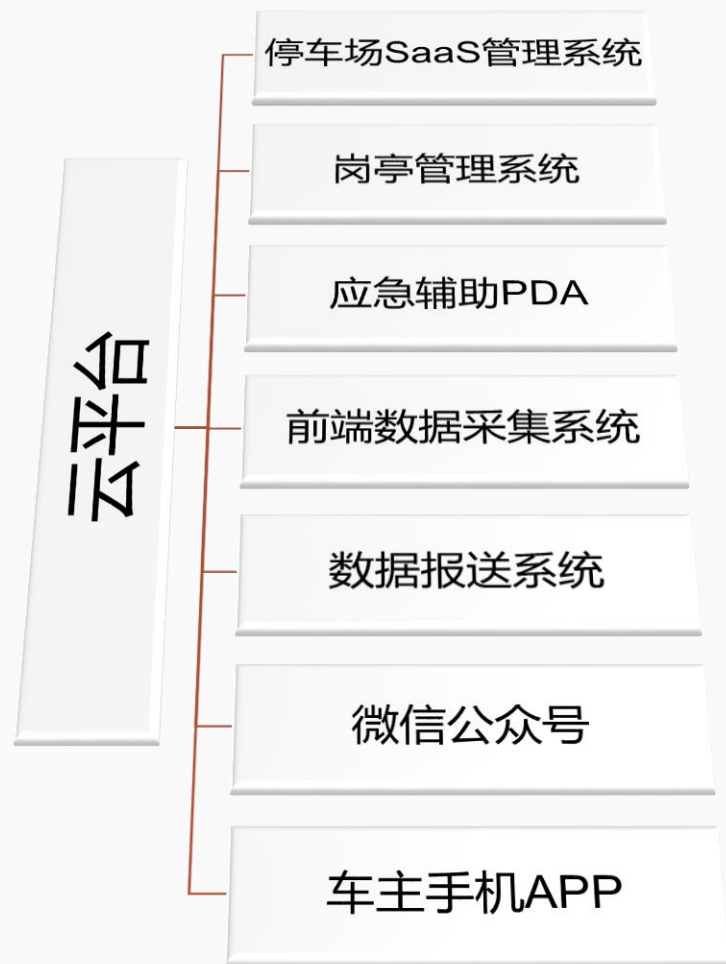 云平台
停车场SaaS管理系统
岗亭管理系统
应急辅助PDA
前端数据采集系统
数据报送系统
微信公众号
车主手机APP